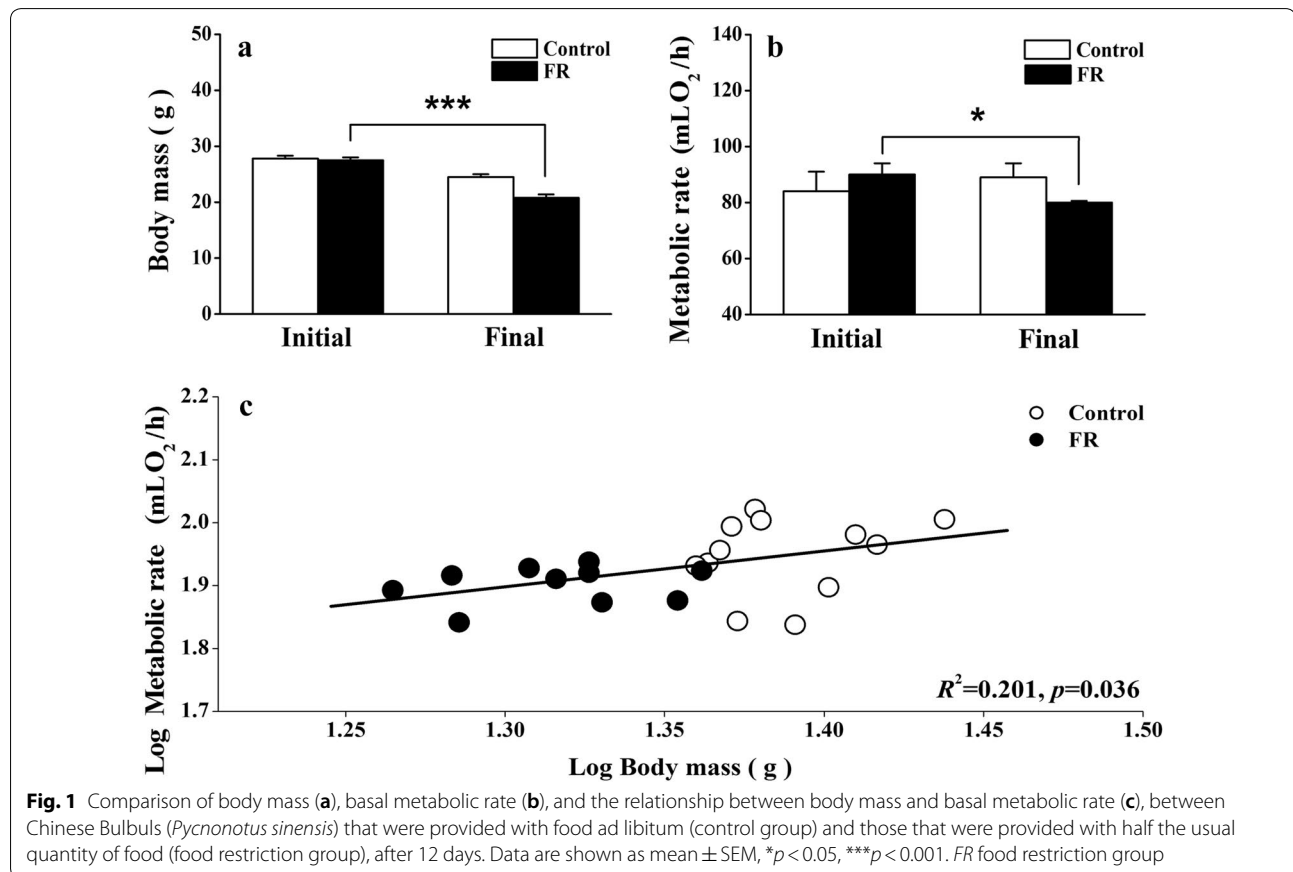 a
Control
FR
Body mass ( g )
50
40
30
20
10
0
***
Initial Final
b
Control
FR
Metabolic rate (mLO₂/h)
140
120
100
80
60
40
*
Initial Final
c
Control
FR
Log Metabolic rate (mLO₂/h)
2.2
2.1
2.0
1.9
1.8
1.7
R²=0.201, p=0.036
1.25 1.30 1.35 1.40 1.45 1.50
Log Body mass ( g )
Fig. 1 Comparison of body mass (a), basal metabolic rate (b), and the relationship between body mass and basal metabolic rate (c), between
Chinese Bulbuls (Pycnonotus sinensis) that were provided with food ad libitum (control group) and those that were provided with half the usual
quantity of food (food restriction group), after 12 days. Data are shown as mean ± SEM, *p < 0.05, ***p < 0.001. FR food restriction group